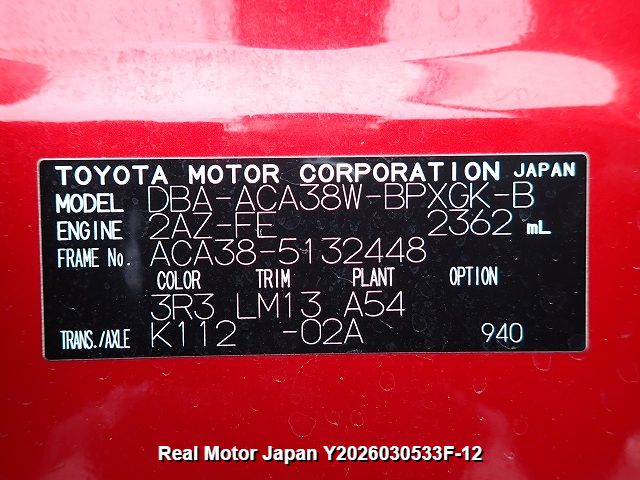 TOYOTA MOTOR CORPORATION JAPAN
MODEL DBA-ACA38W-BPXGK-B
ENGINE 2AZ-FE 2362 mL
FRAME No. ACA38-5132448
COLOR TRIM PLANT OPTION
3R3 LM13 A54
TRANS./AXLE K112 -02A 940
Real Motor Japan Y2026030533F-12